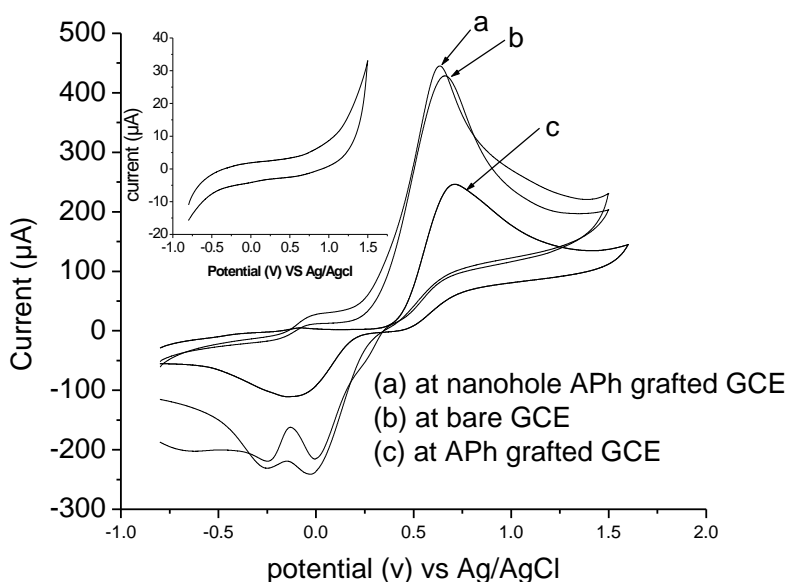 500
400
300
200
100
0
-100
-200
-300
Current (µA)
-1.0 -0.5 0.0 0.5 1.0 1.5 2.0
potential (v) vs Ag/AgCl
a
b
c
(a) at nanohole APh grafted GCE
(b) at bare GCE
(c) at APh grafted GCE
40
30
20
10
0
-10
-20
current (µA)
-1.0 -0.5 0.0 0.5 1.0 1.5
Potential (V) VS Ag/Agcl